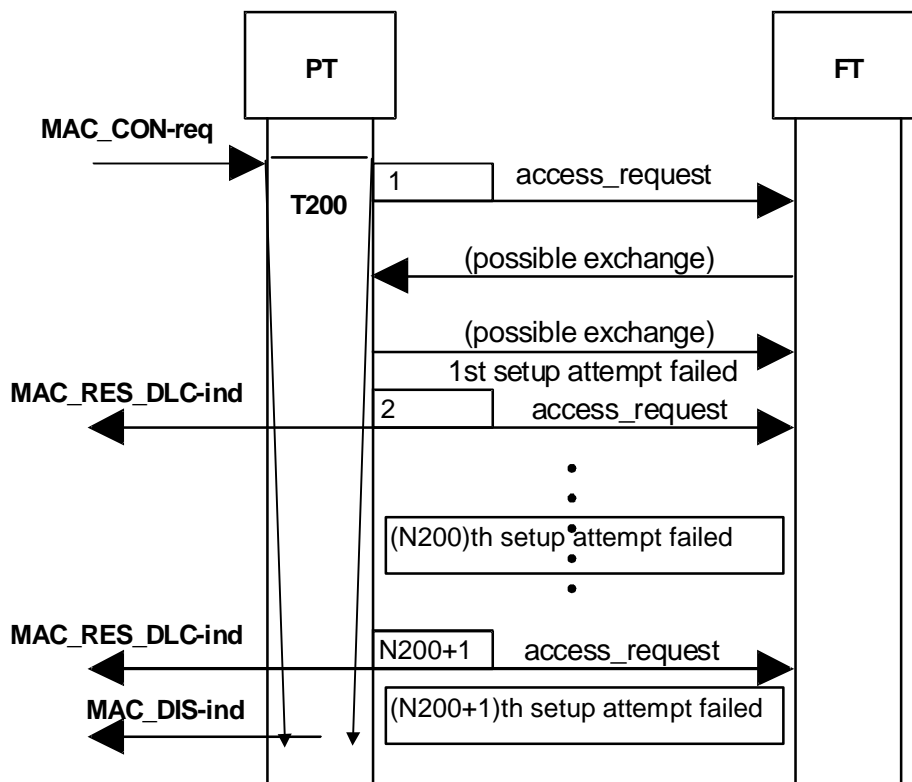 PT
FT
MAC_CON-req
1
access_request
T200
(possible exchange)
(possible exchange)
1st setup attempt failed
MAC_RES_DLC-ind
2
access_request
(N200)th setup attempt failed
MAC_RES_DLC-ind
N200+1
access_request
MAC_DIS-ind
(N200+1)th setup attempt failed